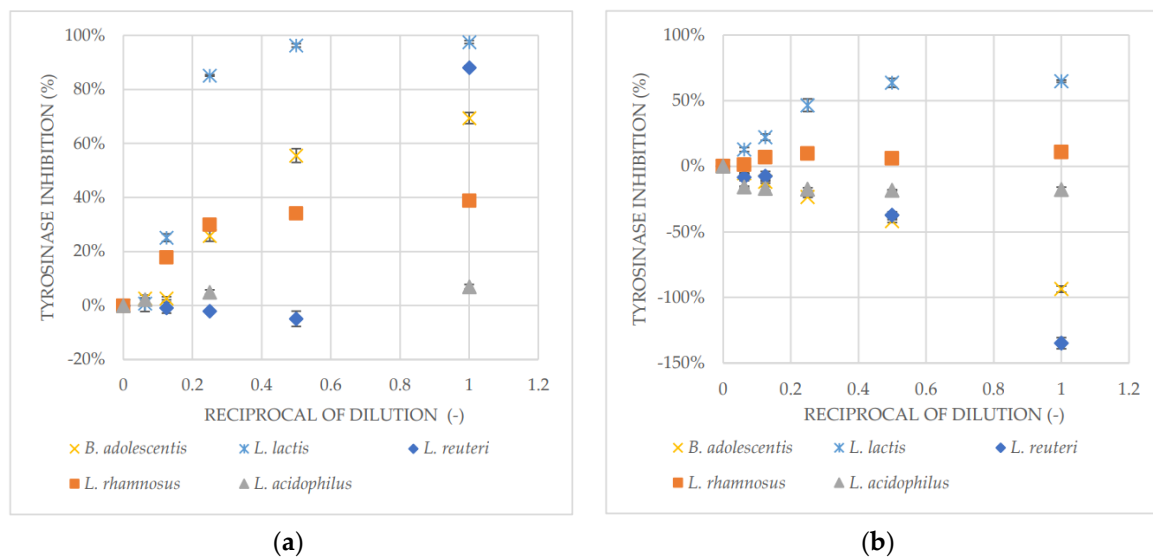 100%
80%
60%
40%
20%
0%
-20%
0 0.2 0.4 0.6 0.8 1 1.2
TYROSINASE INHIBITION (%)
RECIPROCAL OF DILUTION (-)
B. adolescentis L. lactis L. reuteri
L. rhamnosus L. acidophilus
(a)
100%
50%
0%
-50%
-100%
-150%
0 0.2 0.4 0.6 0.8 1 1.2
TYROSINASE INHIBITION (%)
RECIPROCAL OF DILUTION (-)
B. adolescentis L. lactis L. reuteri
L. rhamnosus L. acidophilus
(b)